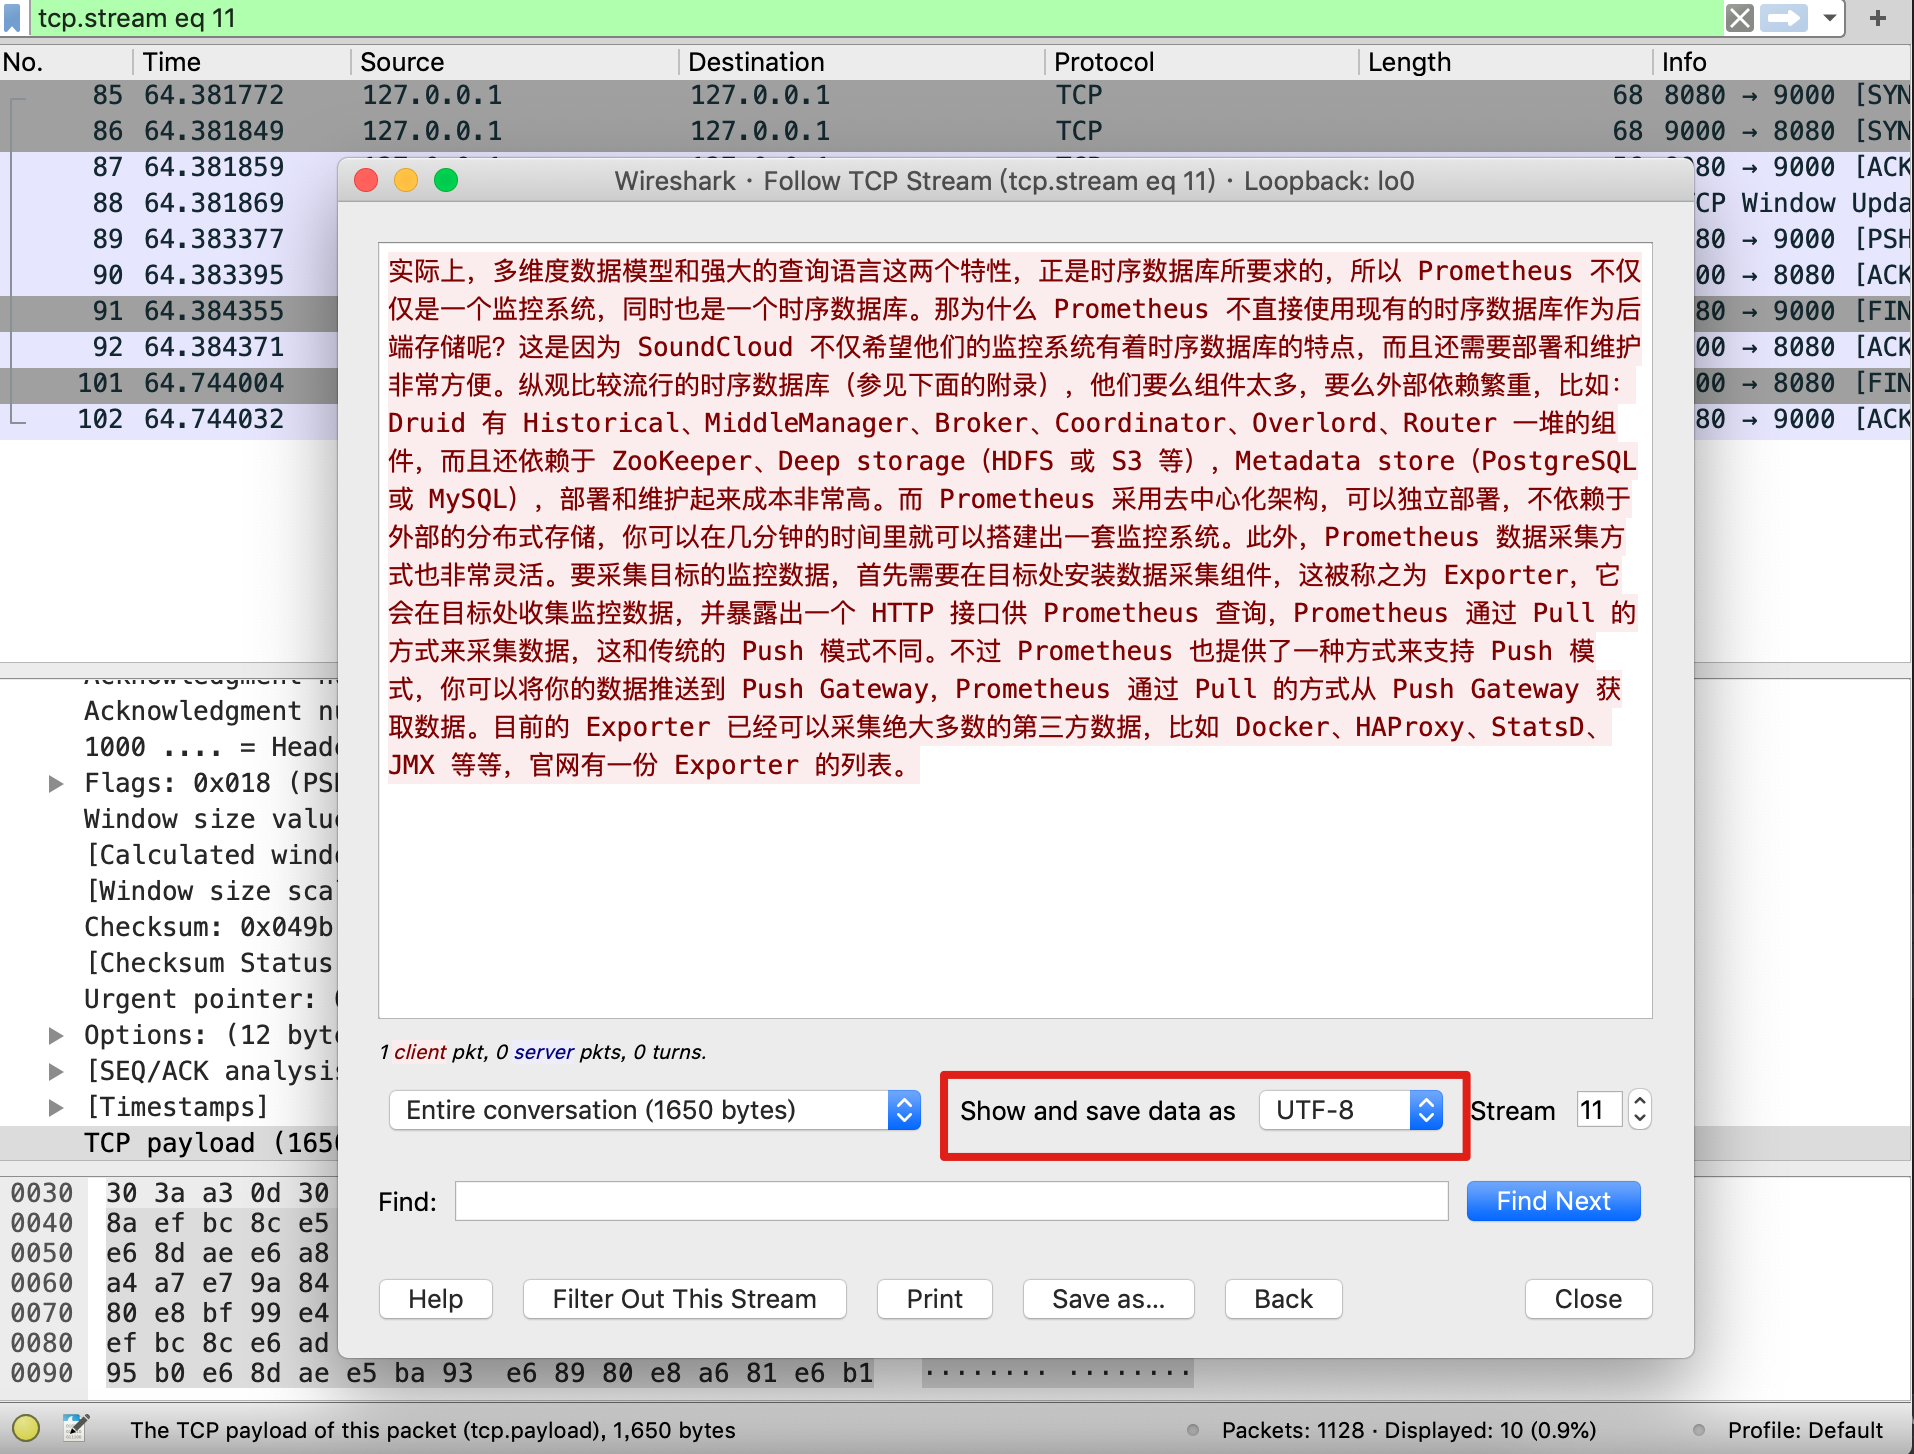 tcp.stream eq 11
No. Time Source Destination Protocol Length Info
85 64.381772 127.0.0.1 127.0.0.1 TCP 68 8080 → 9000 [SYN
86 64.381849 127.0.0.1 127.0.0.1 TCP 68 9000 → 8080 [SYN
87 64.381859 80 → 9000 [ACK
88 64.381869 CP Window Upda
89 64.383377 80 → 9000 [PSH
90 64.383395 00 → 8080 [ACK
91 64.384355 80 → 9000 [FIN
92 64.384371 00 → 8080 [ACK
101 64.744004 00 → 8080 [FIN
102 64.744032 80 → 9000 [ACK
Wireshark · Follow TCP Stream (tcp.stream eq 11) · Loopback: lo0
实际上，多维度数据模型和强大的查询语言这两个特性，正是时序数据库所要求的，所以 Prometheus 不仅
仅是一个监控系统，同时也是一个时序数据库。那为什么 Prometheus 不直接使用现有的时序数据库作为后
端存储呢？这是因为 SoundCloud 不仅希望他们的监控系统有着时序数据库的特点，而且还需要部署和维护
非常方便。纵观比较流行的时序数据库（参见下面的附录），他们要么组件太多，要么外部依赖繁重，比如：
Druid 有 Historical、MiddleManager、Broker、Coordinator、Overlord、Router 一堆的组
件，而且还依赖于 ZooKeeper、Deep storage（HDFS 或 S3 等），Metadata store（PostgreSQL
或 MySQL），部署和维护起来成本非常高。而 Prometheus 采用去中心化架构，可以独立部署，不依赖于
外部的分布式存储，你可以在几分钟的时间里就可以搭建出一套监控系统。此外，Prometheus 数据采集方
式也非常灵活。要采集目标的监控数据，首先需要在目标处安装数据采集组件，这被称之为 Exporter，它
会在目标处收集监控数据，并暴露出一个 HTTP 接口供 Prometheus 查询，Prometheus 通过 Pull 的
方式来采集数据，这和传统的 Push 模式不同。不过 Prometheus 也提供了一种方式来支持 Push 模
式，你可以将你的数据推送到 Push Gateway，Prometheus 通过 Pull 的方式从 Push Gateway 获
取数据。目前的 Exporter 已经可以采集绝大多数的第三方数据，比如 Docker、HAProxy、StatsD、
JMX 等等，官网有一份 Exporter 的列表。
1 client pkt, 0 server pkts, 0 turns.
Entire conversation (1650 bytes) Show and save data as UTF-8 Stream 11
Find: Find Next
Help Filter Out This Stream Print Save as... Back Close
Acknowledgment nu
1000 .... = Heade
Flags: 0x018 (PSH
Window size value
[Calculated windo
[Window size scal
Checksum: 0x049b
[Checksum Status
Urgent pointer: 0
Options: (12 byte
[SEQ/ACK analysis
[Timestamps]
TCP payload (1650
0030 30 3a a3 0d 30
0040 8a ef bc 8c e5
0050 e6 8d ae e6 a8
0060 a4 a7 e7 9a 84
0070 80 e8 bf 99 e4
0080 ef bc 8c e6 ad
0090 95 b0 e6 8d ae e5 ba 93 e6 89 80 e8 a6 81 e6 b1 ········ ········
The TCP payload of this packet (tcp.payload), 1,650 bytes Packets: 1128 · Displayed: 10 (0.9%) Profile: Default